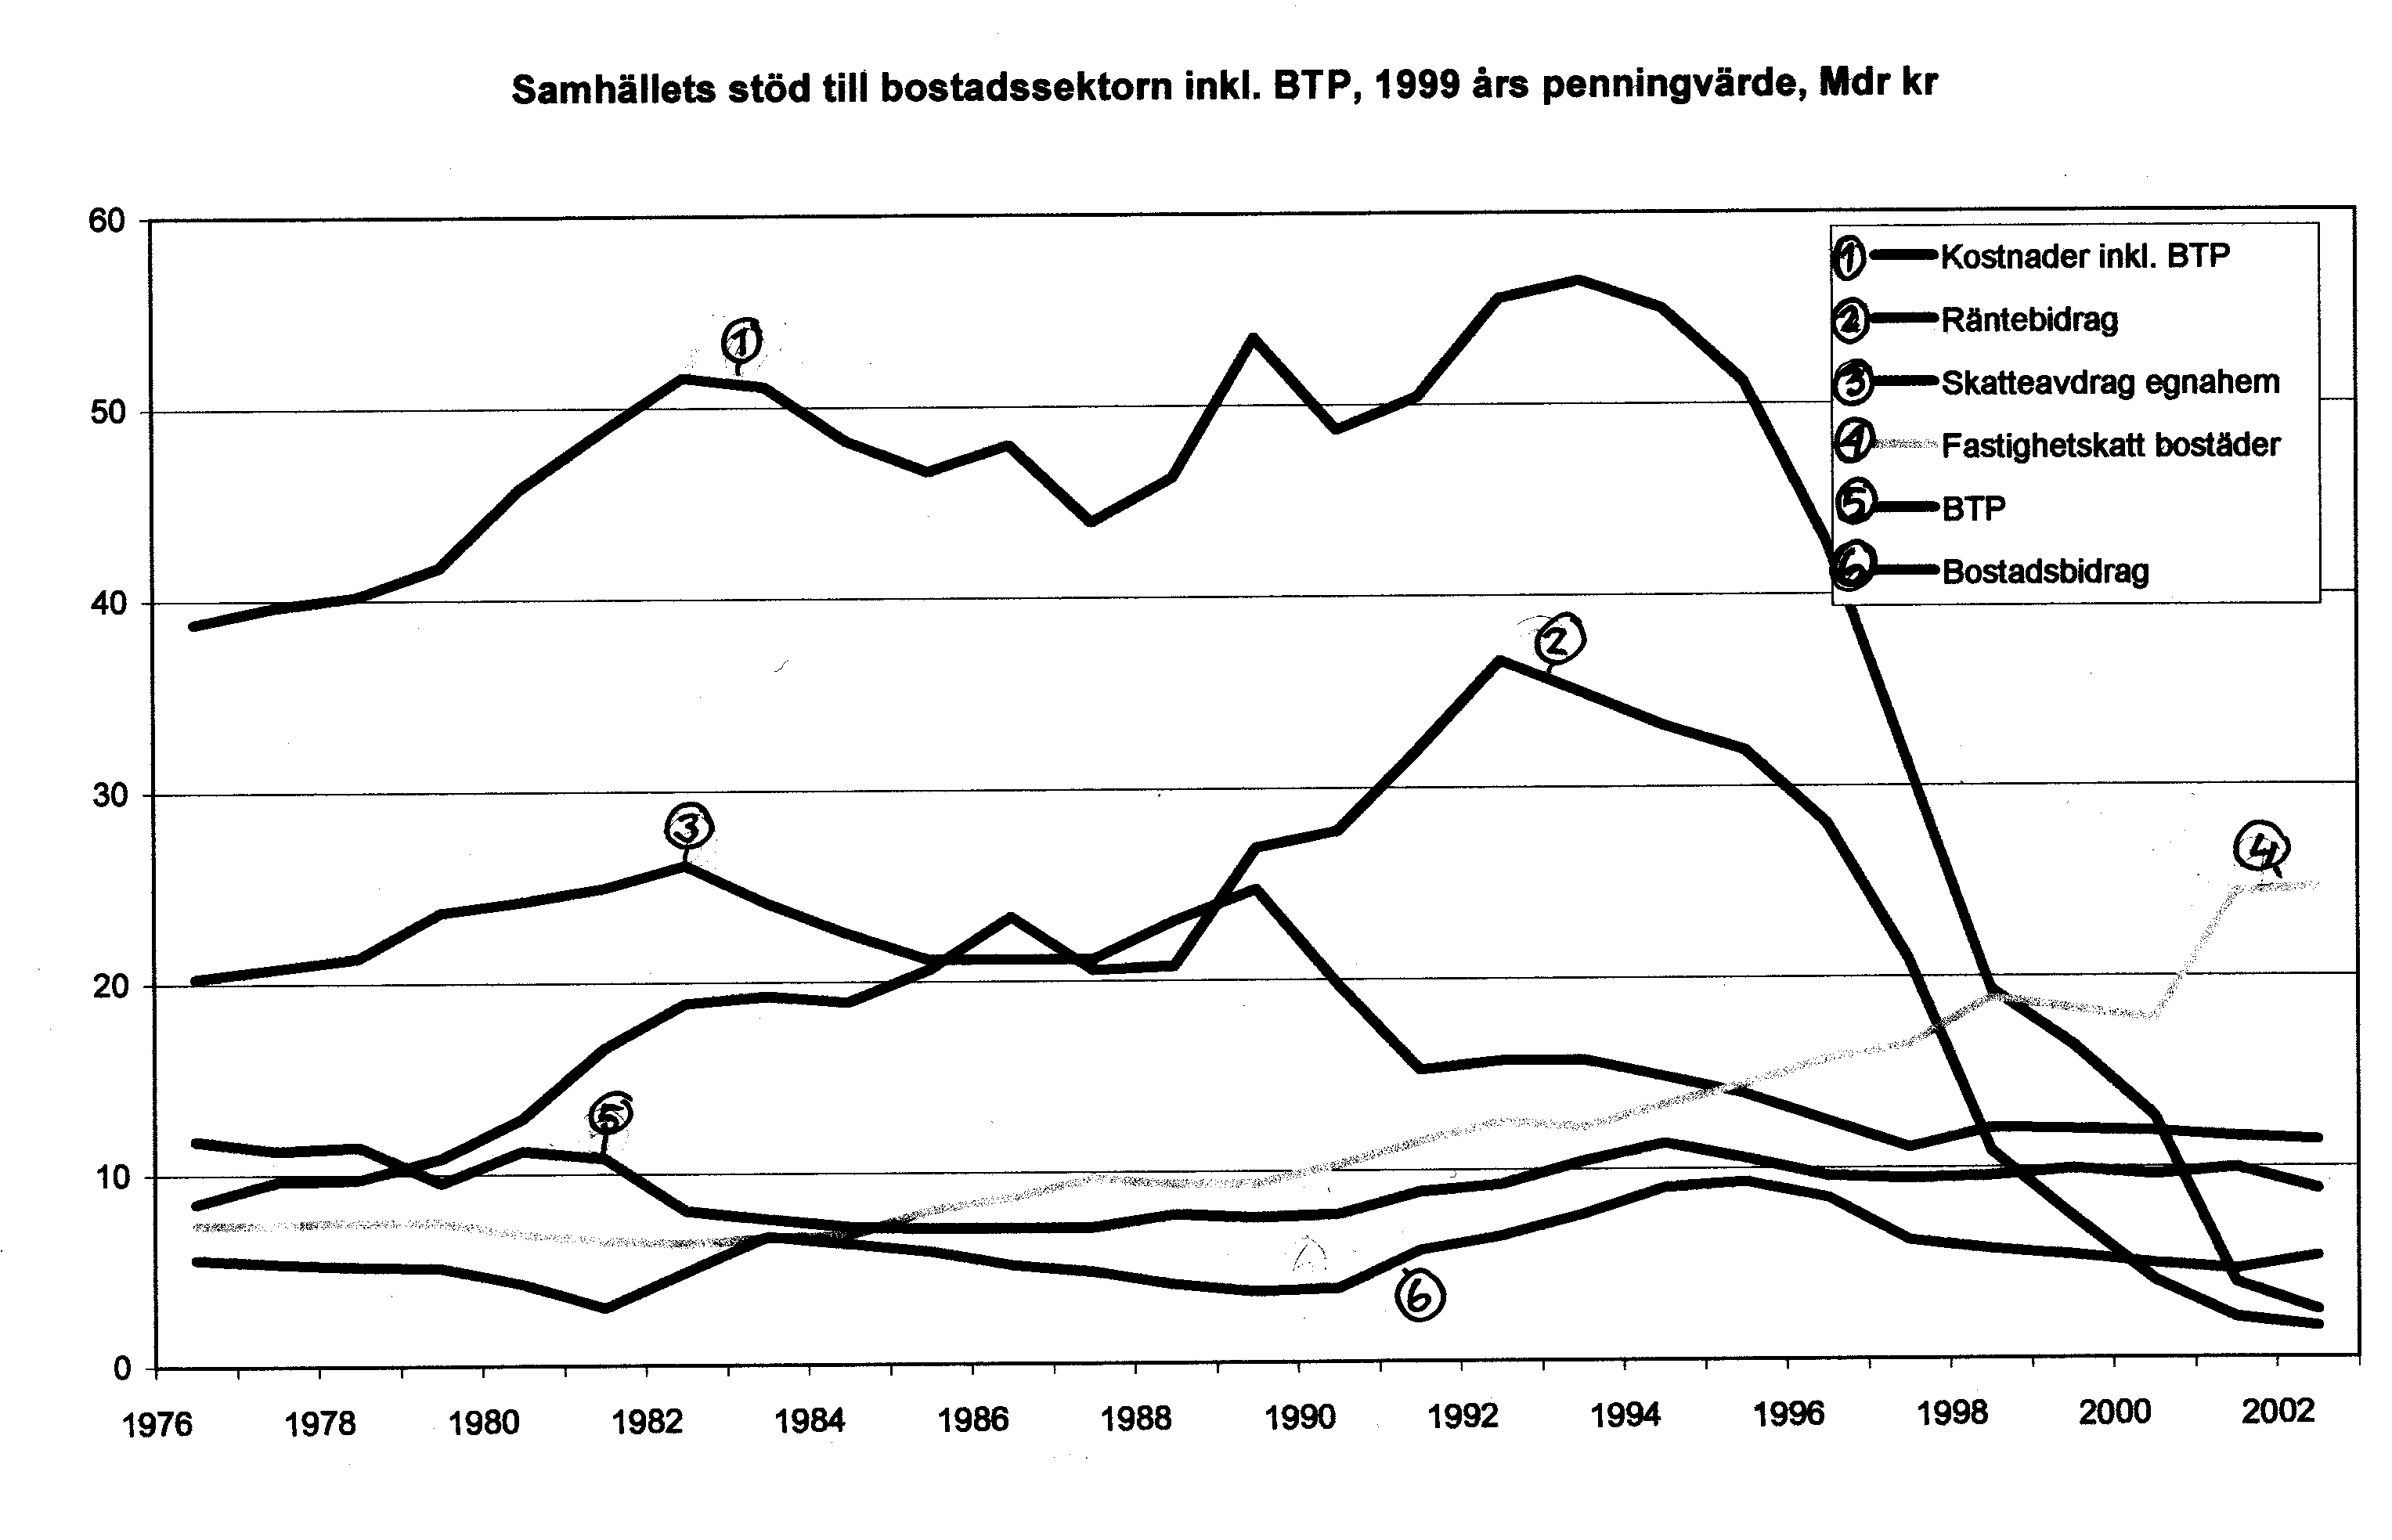 Samhällets stöd till bostadssektorn inkl. BTP, 1999 års penningvärde, Mdr kr
60
50
40
30
20
10
0
1976 1978 1980 1982 1984 1986 1988 1990 1992 1994 1996 1998 2000 2002
1 Kostnader inkl. BTP
2 Räntebidrag
3 Skatteavdrag egnahem
4 Fastighetskatt bostäder
5 BTP
6 Bostadsbidrag
1
2
3
4
5
6